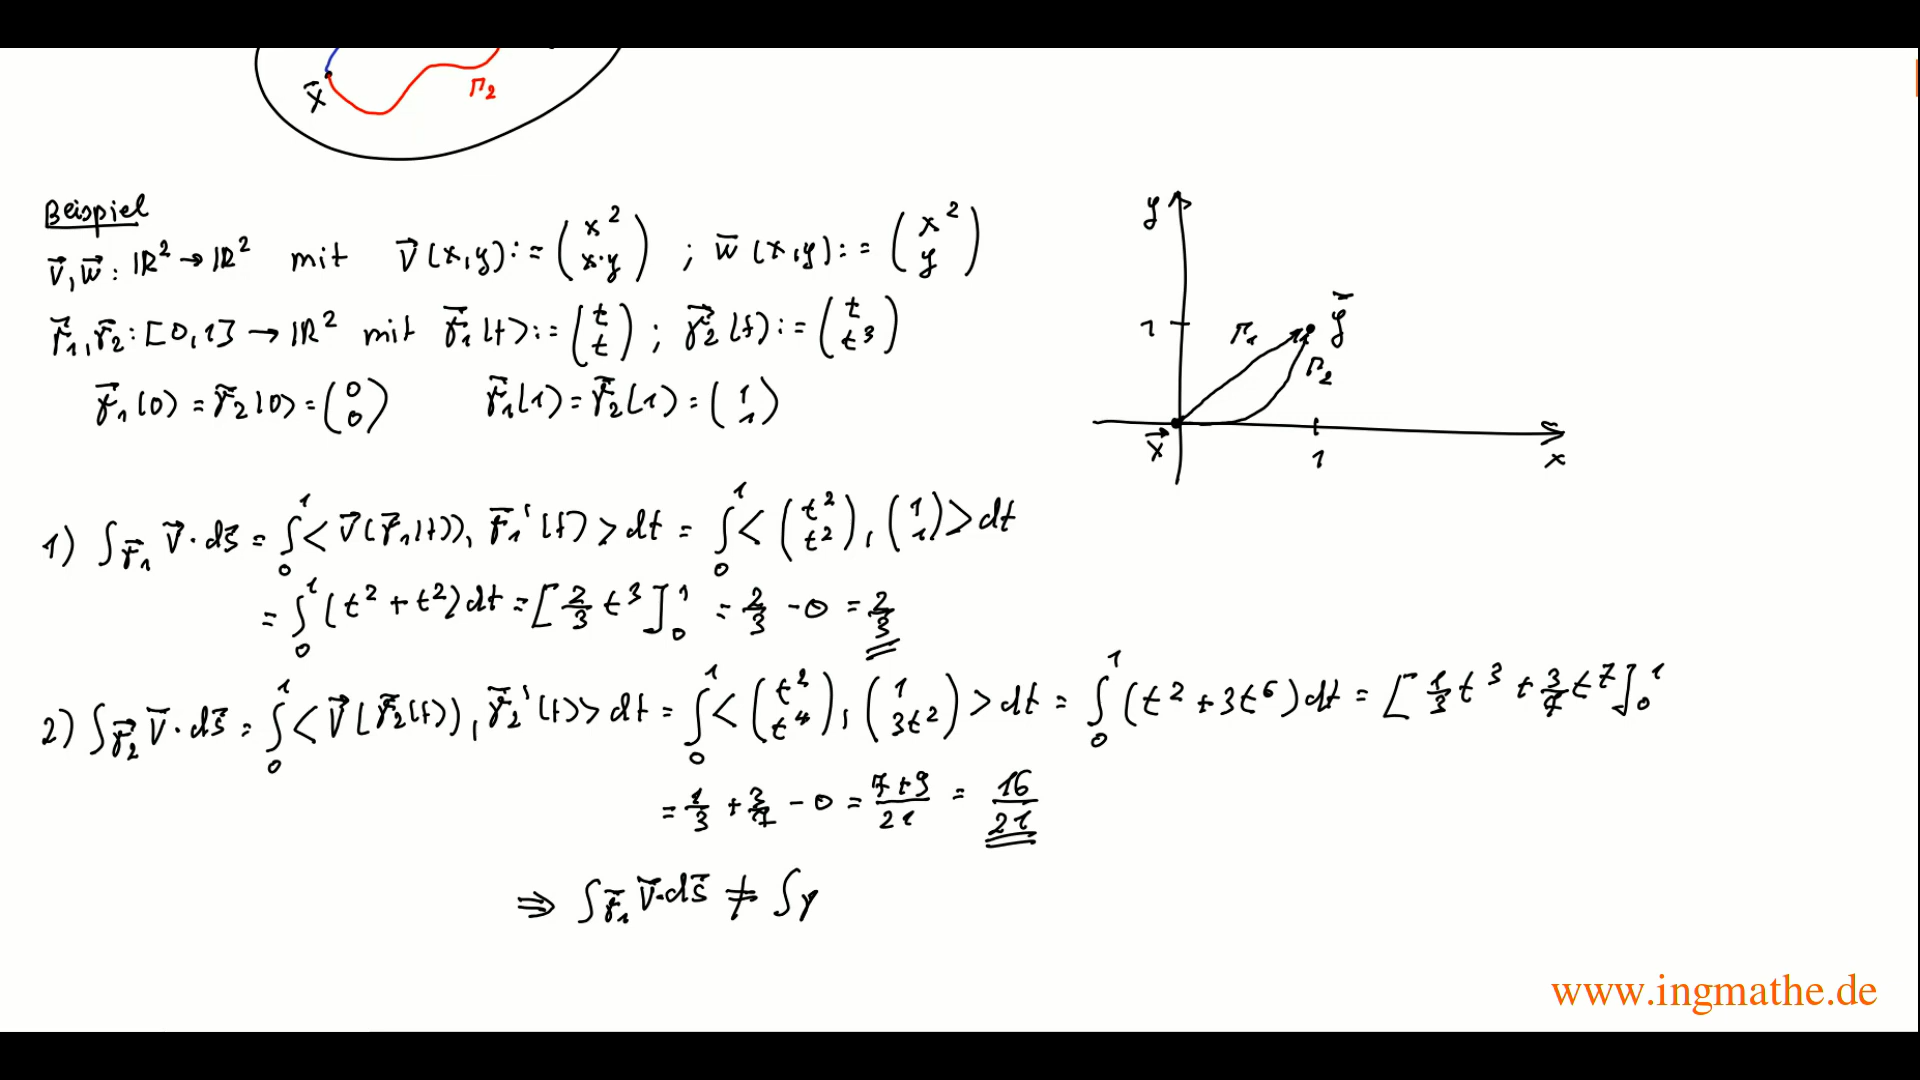 x⃗ Γ₂
Beispiel
v⃗, w⃗ : ℝ² → ℝ² mit v⃗(x,y) := (x² / x·y) ; w⃗(x,y) := (x² / y)
γ⃗₁, γ⃗₂ : [0,1] → ℝ² mit γ⃗₁(t) := (t / t) ; γ⃗₂(t) := (t / t³)
γ⃗₁(0) = γ⃗₂(0) = (0 / 0) γ⃗₁(1) = γ⃗₂(1) = (1 / 1)
y
1 Γ₁ y⃗
Γ₂
x⃗ 1 x
1) ∫_γ⃗₁ v⃗·ds⃗ = ∫₀¹ < v⃗(γ⃗₁(t)), γ⃗₁'(t) > dt = ∫₀¹ < (t² / t²), (1 / 1) > dt
= ∫₀¹ (t² + t²) dt = [2/3 t³]₀¹ = 2/3 - 0 = 2/3
2) ∫_γ⃗₂ v⃗·ds⃗ = ∫₀¹ < v⃗(γ⃗₂(t)), γ⃗₂'(t) > dt = ∫₀¹ < (t² / t⁴), (1 / 3t²) > dt = ∫₀¹ (t² + 3t⁶) dt = [1/3 t³ + 3/7 t⁷]₀¹
= 1/3 + 3/7 - 0 = (7+9)/21 = 16/21
⇒ ∫_γ⃗₁ v⃗·ds⃗ ≠ ∫γ
www.ingmathe.de